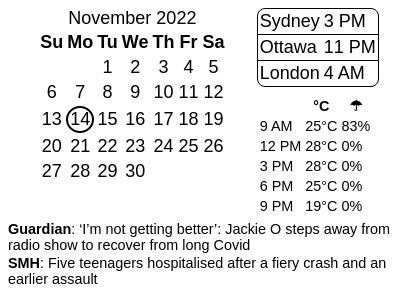 November 2022
Su Mo Tu We Th Fr Sa
1 2 3 4 5
6 7 8 9 10 11 12
13 14 15 16 17 18 19
20 21 22 23 24 25 26
27 28 29 30
Sydney 3 PM
Ottawa 11 PM
London 4 AM
°C ☂
9 AM 25°C 83%
12 PM 28°C 0%
3 PM 28°C 0%
6 PM 25°C 0%
9 PM 19°C 0%
Guardian: ‘I’m not getting better’: Jackie O steps away from
radio show to recover from long Covid
SMH: Five teenagers hospitalised after a fiery crash and an
earlier assault